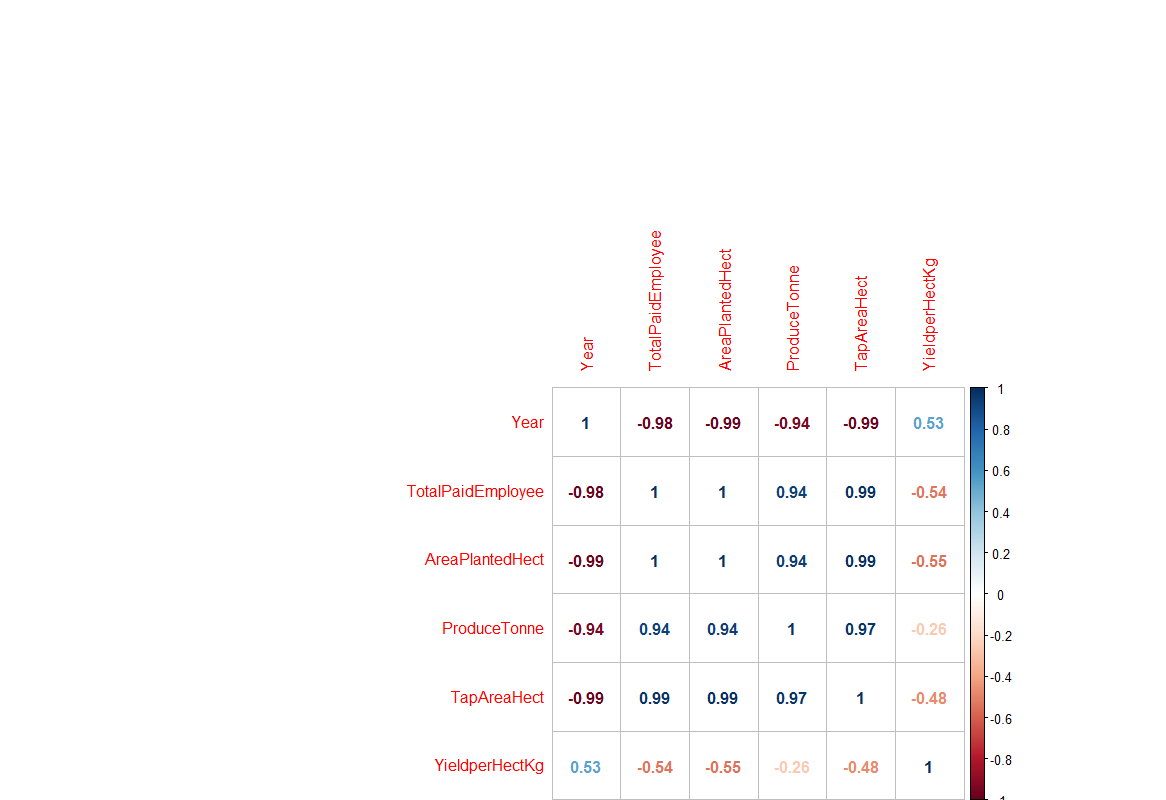 Year
TotalPaidEmployee
AreaPlantedHect
ProduceTonne
TapAreaHect
YieldperHectKg
Year 1 -0.98 -0.99 -0.94 -0.99 0.53
TotalPaidEmployee -0.98 1 1 0.94 0.99 -0.54
AreaPlantedHect -0.99 1 1 0.94 0.99 -0.55
ProduceTonne -0.94 0.94 0.94 1 0.97 -0.26
TapAreaHect -0.99 0.99 0.99 0.97 1 -0.48
YieldperHectKg 0.53 -0.54 -0.55 -0.26 -0.48 1
1
0.8
0.6
0.4
0.2
0
-0.2
-0.4
-0.6
-0.8
-1